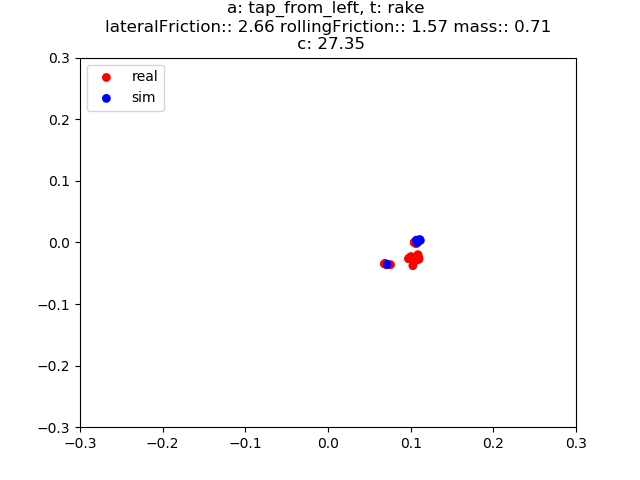 a: tap_from_left, t: rake
lateralFriction:: 2.66 rollingFriction:: 1.57 mass:: 0.71
c: 27.35
real
sim
0.3
0.2
0.1
0.0
−0.1
−0.2
−0.3
−0.3 −0.2 −0.1 0.0 0.1 0.2 0.3